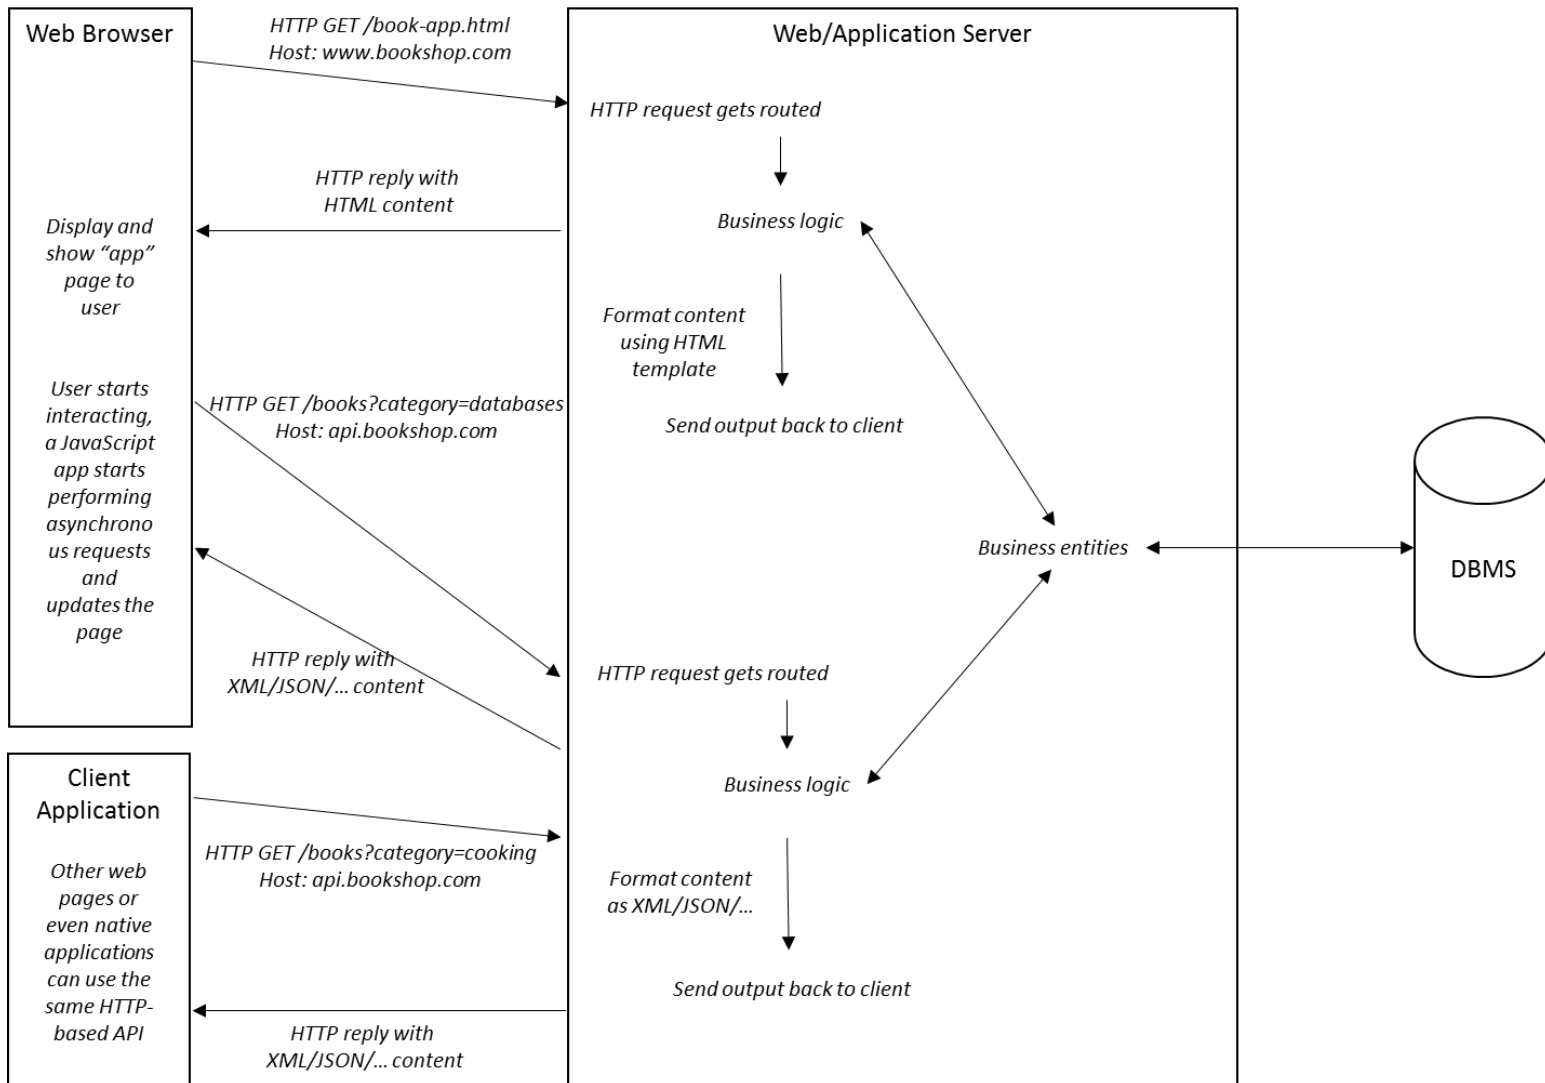 Web Browser
HTTP GET /book-app.html
Host: www.bookshop.com
Web/Application Server
HTTP request gets routed
HTTP reply with
HTML content
Business logic
Display and
show “app”
page to
user
Format content
using HTML
template
User starts
interacting,
a JavaScript
app starts
performing
asynchrono
us requests
and
updates the
page
HTTP GET /books?category=databases
Host: api.bookshop.com
Send output back to client
Business entities
DBMS
HTTP reply with
XML/JSON/... content
HTTP request gets routed
Business logic
Client
Application
Other web
pages or
even native
applications
can use the
same HTTP-
based API
HTTP GET /books?category=cooking
Host: api.bookshop.com
Format content
as XML/JSON/...
Send output back to client
HTTP reply with
XML/JSON/... content